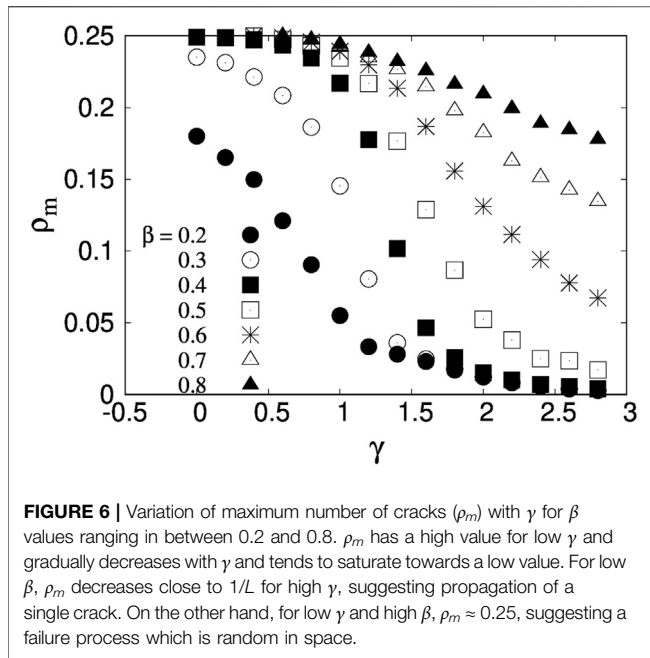 0.25
0.2
0.15
0.1
0.05
0
ρm
β = 0.2
0.3
0.4
0.5
0.6
0.7
0.8
-0.5 0 0.5 1 1.5 2 2.5 3
γ
FIGURE 6 | Variation of maximum number of cracks (ρm) with γ for β
values ranging in between 0.2 and 0.8. ρm has a high value for low γ and
gradually decreases with γ and tends to saturate towards a low value. For low
β, ρm decreases close to 1/L for high γ, suggesting propagation of a
single crack. On the other hand, for low γ and high β, ρm ≈ 0.25, suggesting a
failure process which is random in space.